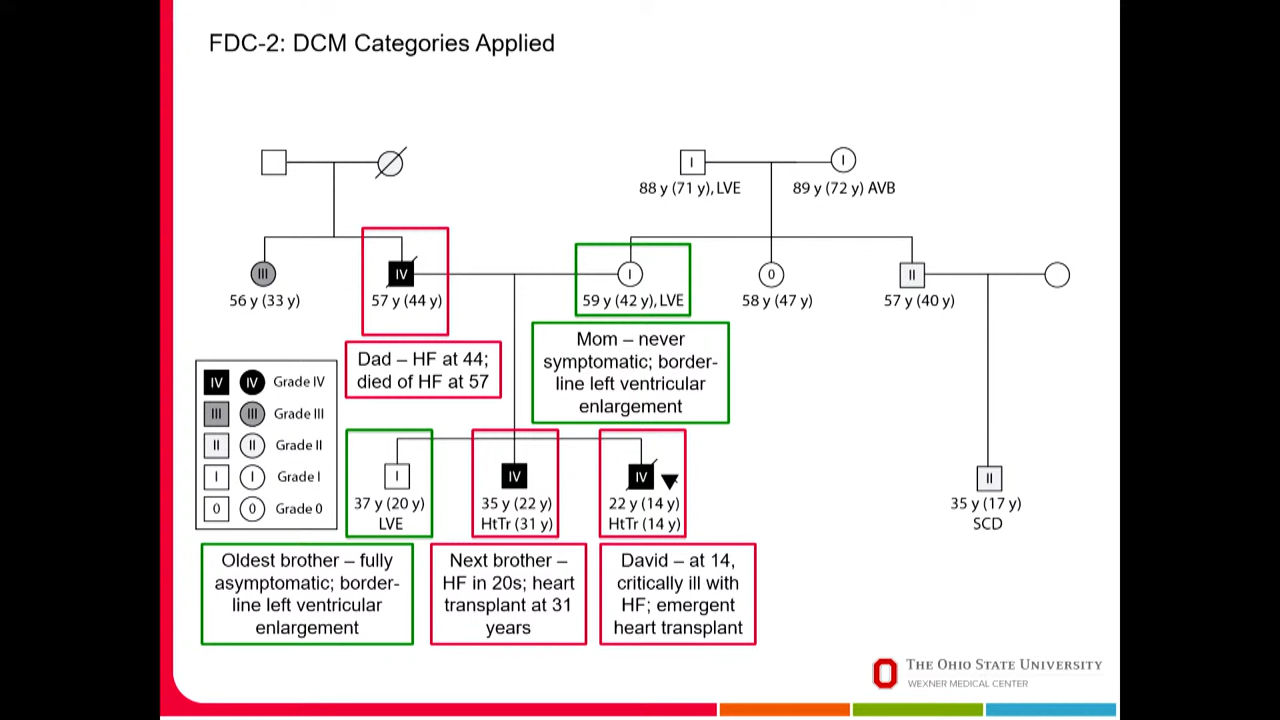 FDC-2: DCM Categories Applied
I
I
88 y (71 y), LVE
89 y (72 y) AVB
III
IV
I
0
II
56 y (33 y)
57 y (44 y)
59 y (42 y), LVE
58 y (47 y)
57 y (40 y)
Dad – HF at 44;
died of HF at 57
Mom – never
symptomatic; border-
line left ventricular
enlargement
IV IV Grade IV
III III Grade III
II II Grade II
I I Grade I
0 0 Grade 0
I
IV
IV
II
37 y (20 y)
LVE
35 y (22 y)
HtTr (31 y)
22 y (14 y)
HtTr (14 y)
35 y (17 y)
SCD
Oldest brother – fully
asymptomatic; border-
line left ventricular
enlargement
Next brother –
HF in 20s; heart
transplant at 31
years
David – at 14,
critically ill with
HF; emergent
heart transplant
THE OHIO STATE UNIVERSITY
WEXNER MEDICAL CENTER